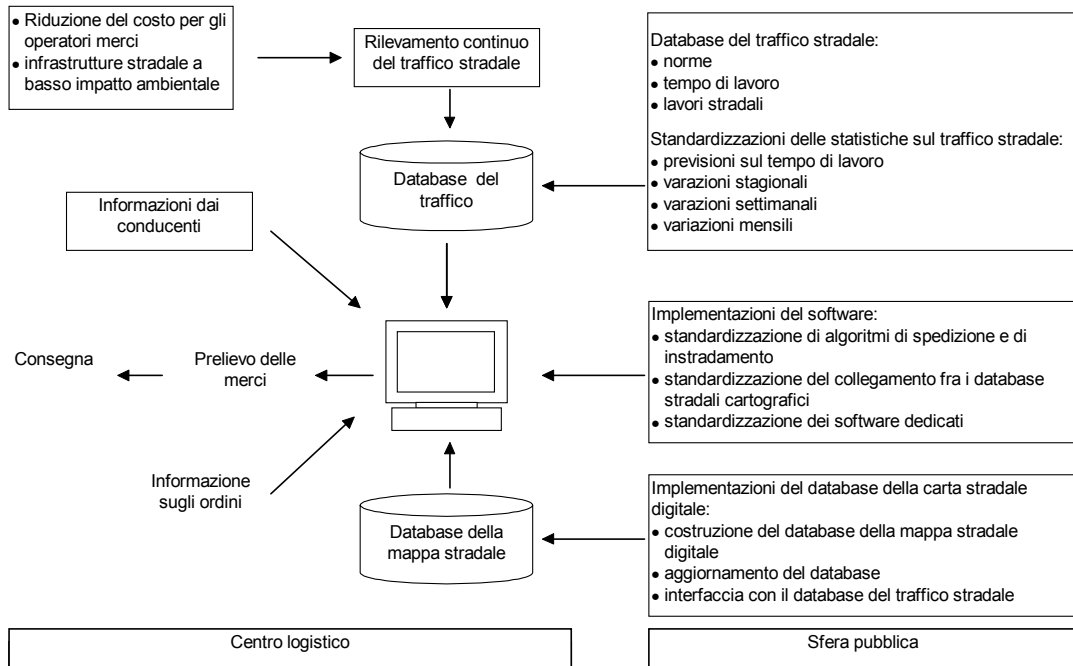 • Riduzione del costo per gli
operatori merci
• infrastrutture stradale a
basso impatto ambientale
Rilevamento continuo
del traffico stradale
Database del traffico stradale:
• norme
• tempo di lavoro
• lavori stradali
Standardizzazioni delle statistiche sul traffico stradale:
• previsioni sul tempo di lavoro
• varazioni stagionali
• varazioni settimanali
• variazioni mensili
Database del
traffico
Informazioni dai
conducenti
Implementazioni del software:
• standardizzazione di algoritmi di spedizione e di
instradamento
• standardizzazione del collegamento fra i database
stradali cartografici
• standardizzazione dei software dedicati
Consegna
Prelievo delle
merci
Informazione
sugli ordini
Database della
mappa stradale
Implementazioni del database della carta stradale
digitale:
• costruzione del database della mappa stradale
digitale
• aggiornamento del database
• interfaccia con il database del traffico stradale
Centro logistico
Sfera pubblica